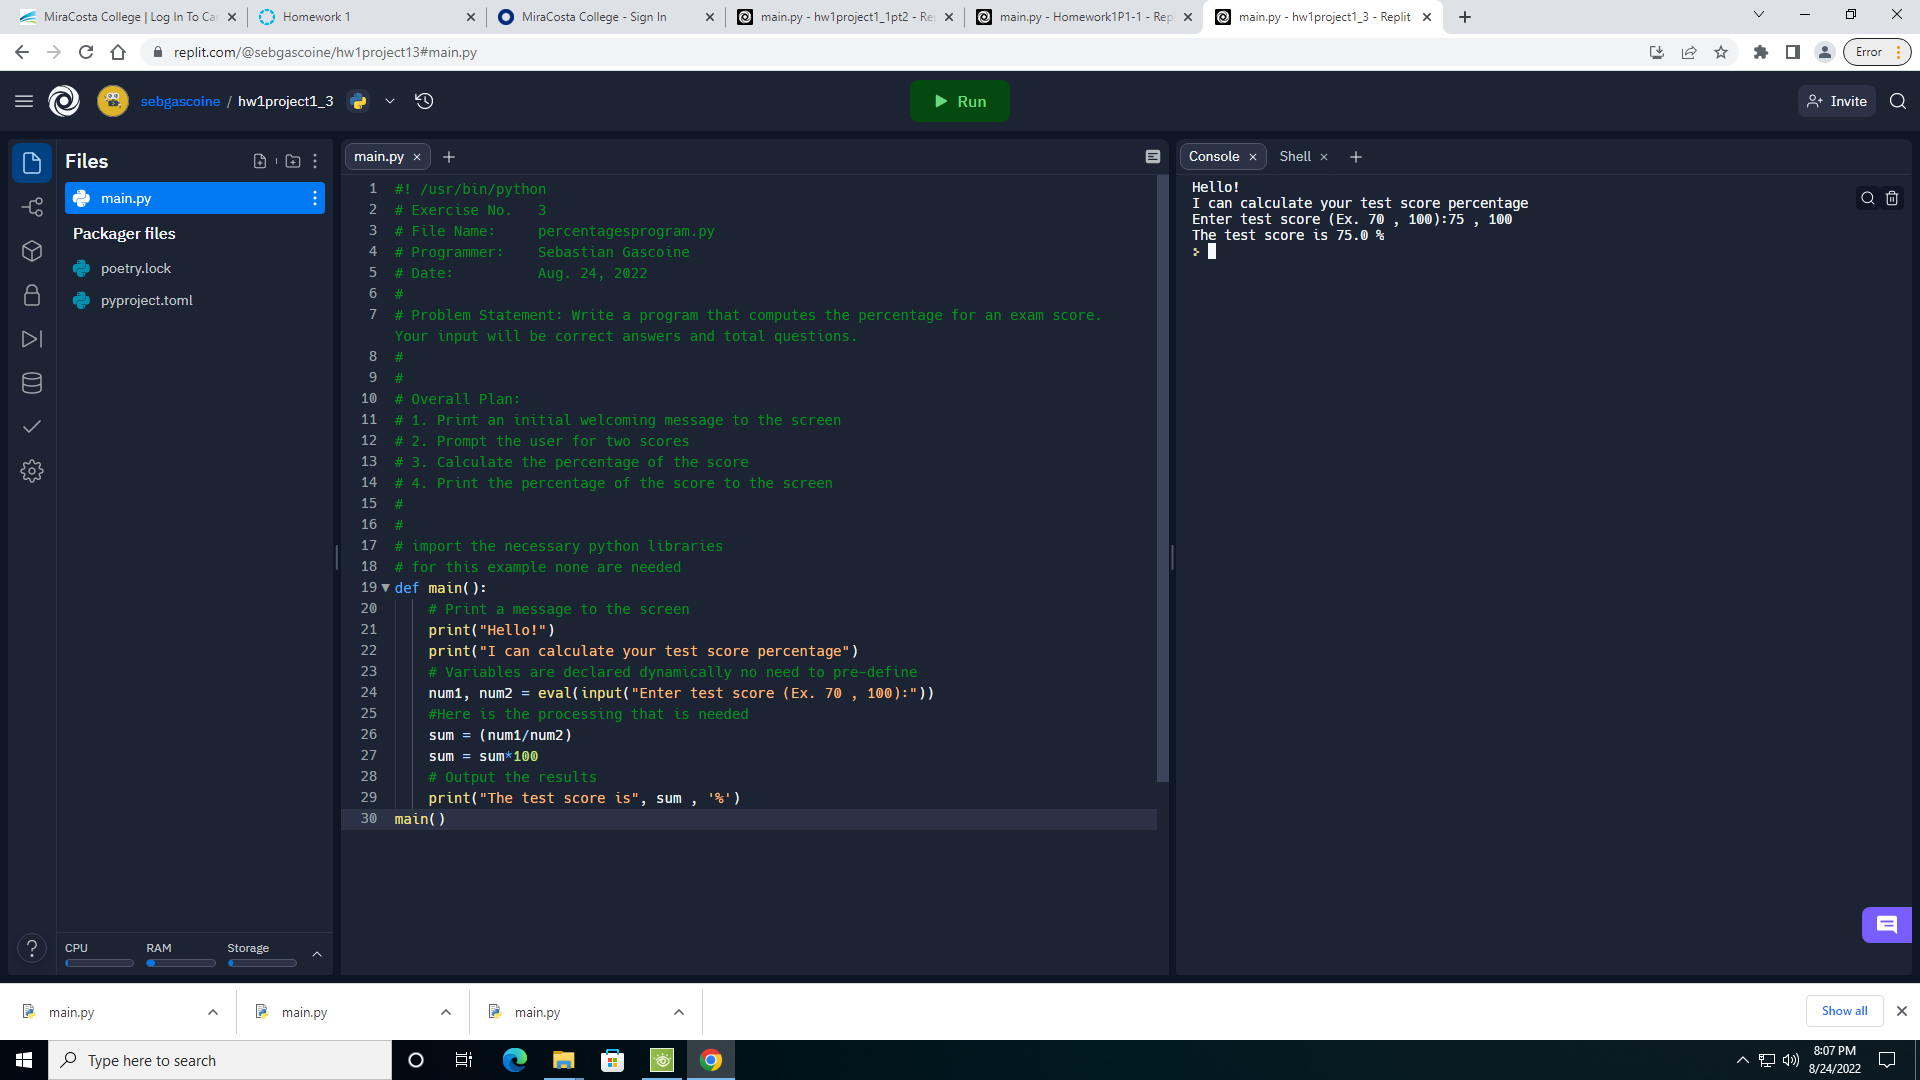 MiraCosta College | Log In To Ca
Homework 1
MiraCosta College - Sign In
main.py - hw1project1_1pt2 - Re
main.py - Homework1P1-1 - Rep
main.py - hw1project1_3 - Replit
replit.com/@sebgascoine/hw1project13#main.py
Error
sebgascoine / hw1project1_3
Run
Invite
Files
main.py
Packager files
poetry.lock
pyproject.toml
CPU RAM Storage
main.py
1 #! /usr/bin/python
2 # Exercise No. 3
3 # File Name: percentagesprogram.py
4 # Programmer: Sebastian Gascoine
5 # Date: Aug. 24, 2022
6 #
7 # Problem Statement: Write a program that computes the percentage for an exam score.
Your input will be correct answers and total questions.
8 #
9 #
10 # Overall Plan:
11 # 1. Print an initial welcoming message to the screen
12 # 2. Prompt the user for two scores
13 # 3. Calculate the percentage of the score
14 # 4. Print the percentage of the score to the screen
15 #
16 #
17 # import the necessary python libraries
18 # for this example none are needed
19 def main():
20 # Print a message to the screen
21 print("Hello!")
22 print("I can calculate your test score percentage")
23 # Variables are declared dynamically no need to pre-define
24 num1, num2 = eval(input("Enter test score (Ex. 70 , 100):"))
25 #Here is the processing that is needed
26 sum = (num1/num2)
27 sum = sum*100
28 # Output the results
29 print("The test score is", sum , '%')
30 main()
Console
Shell
Hello!
I can calculate your test score percentage
Enter test score (Ex. 70 , 100):75 , 100
The test score is 75.0 %
main.py
main.py
main.py
Show all
Type here to search
8:07 PM
8/24/2022